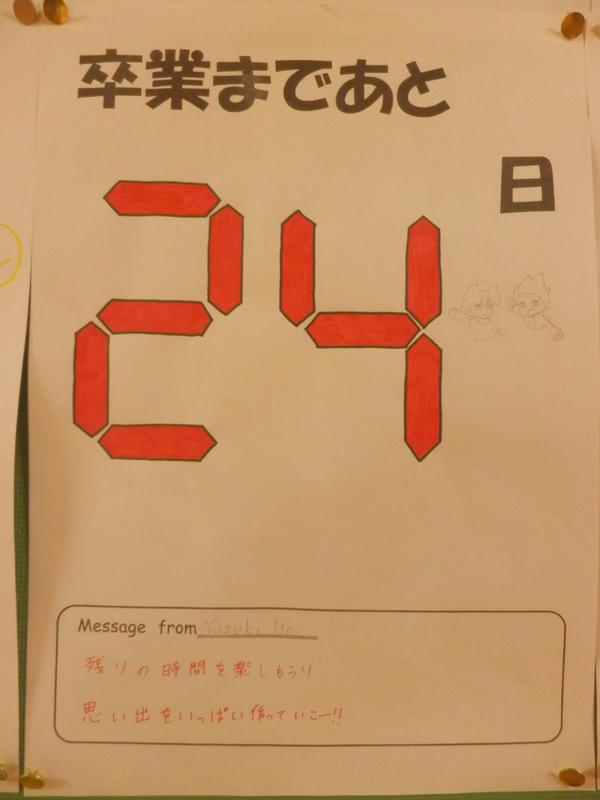 卒業まであと
24
日
Message from Yuzuki Ito
残りの時間を楽しもう!!
思い出をいっぱい作っていこー!!